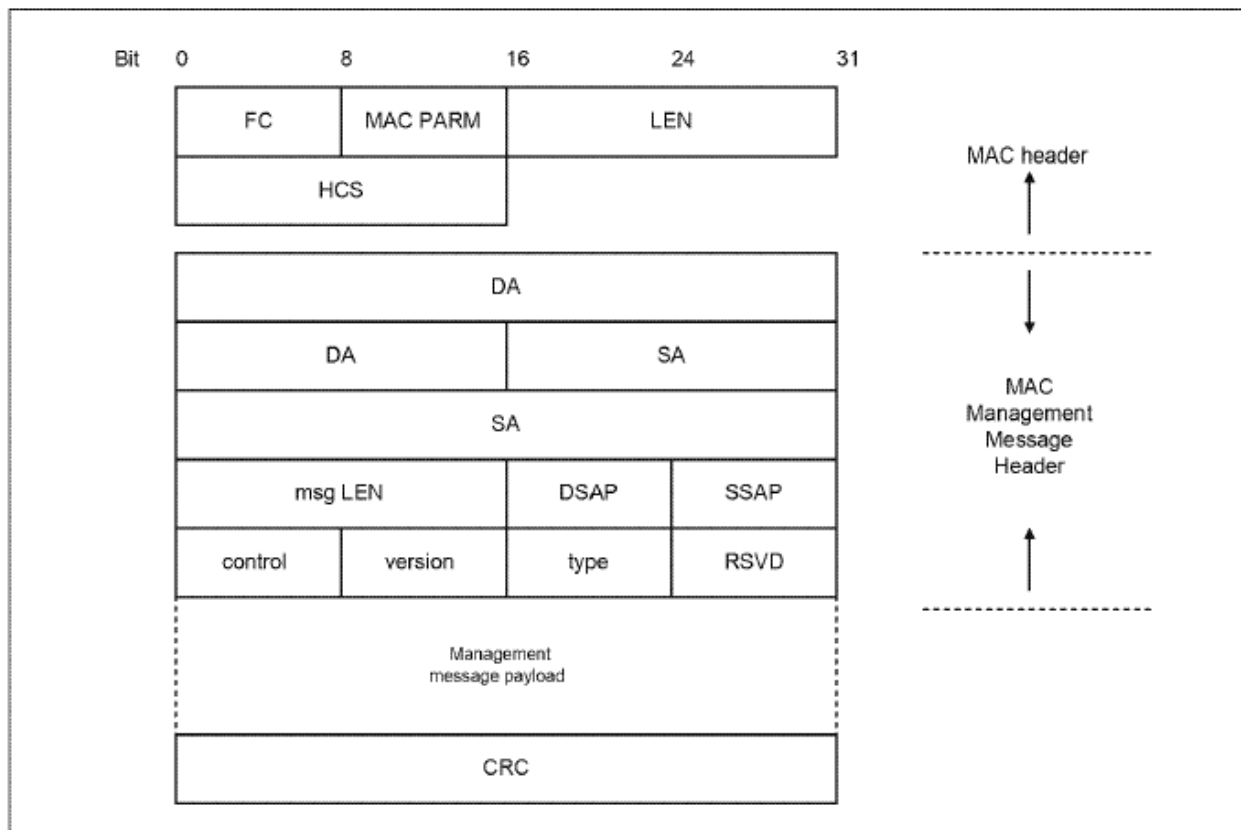 Bit 0 8 16 24 31
FC MAC PARM LEN
MAC header
HCS
DA
DA SA
MAC
Management
Message
Header
SA
msg LEN DSAP SSAP
control version type RSVD
Management
message payload
CRC